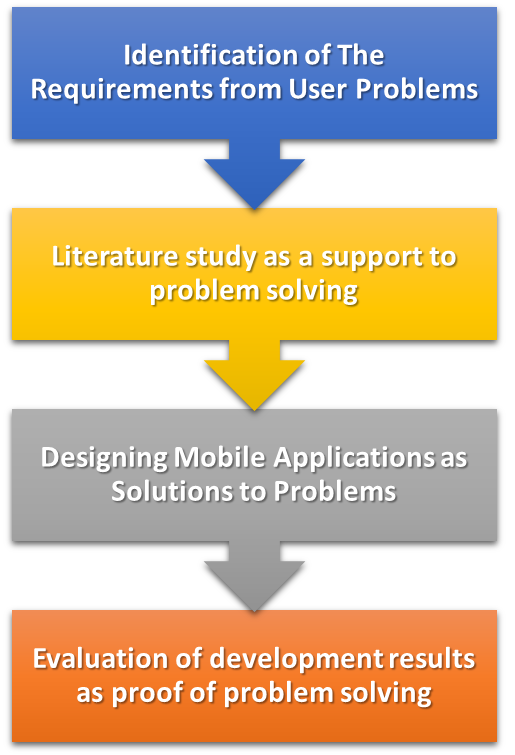 Identification of The
Requirements from User Problems
Literature study as a support to
problem solving
Designing Mobile Applications as
Solutions to Problems
Evaluation of development results
as proof of problem solving